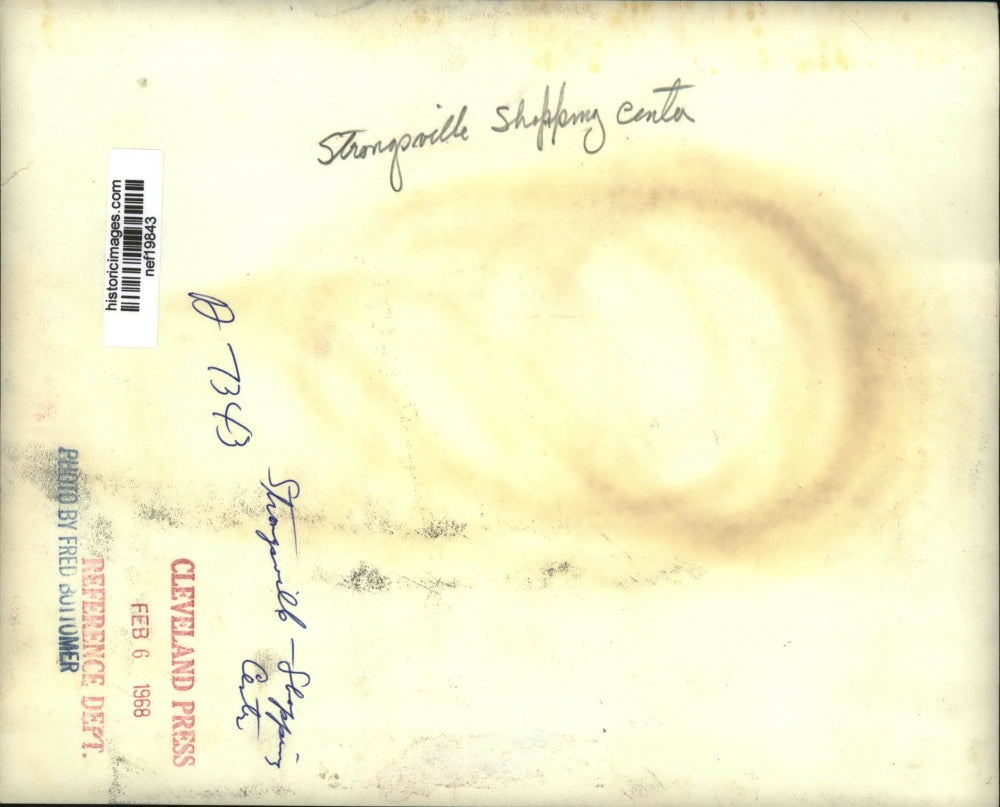 Strongsville Shopping Center
historicimages.com
nef19843
A 7343
Strongsville - Shopping
Center
CLEVELAND PRESS
FEB 6 1968
REFERENCE DEPT.
PHOTO BY FRED BOTTOMER